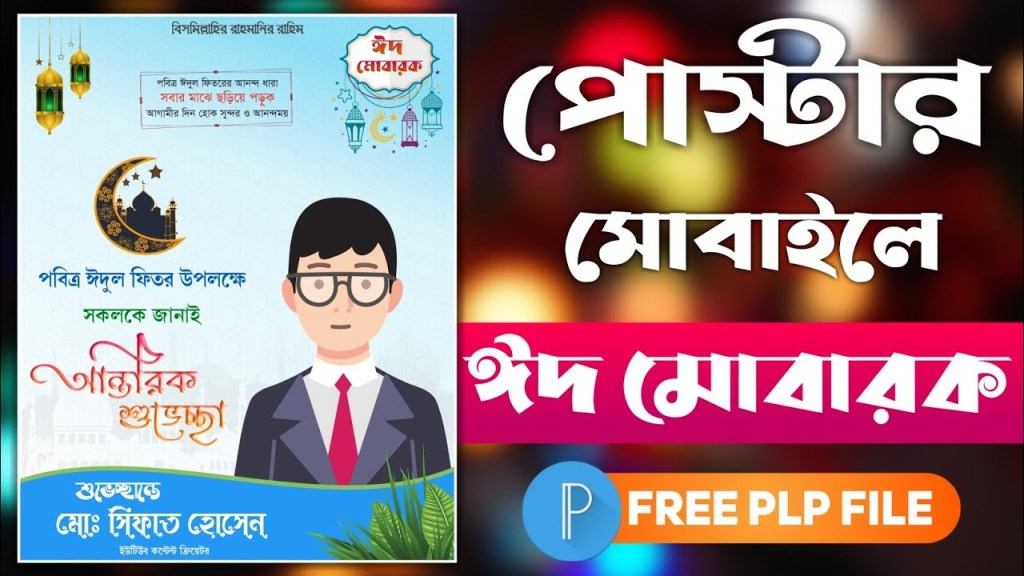 বিসমিল্লাহির রাহমানির রাহিম
ঈদ
মোবারক
পবিত্র ঈদুল ফিতরের আনন্দ ধারা
সবার মাঝে ছড়িয়ে পড়ুক
আগামীর দিন হোক সুন্দর ও আনন্দময়
পবিত্র ঈদুল ফিতর উপলক্ষে
সকলকে জানাই
আন্তরিক
শুভেচ্ছা
শুভেচ্ছান্তে
মোঃ সিফাত হোসেন
ইউটিউব কন্টেন্ট ক্রিয়েটর
পোস্টার
মোবাইলে
ঈদ মোবারক
P FREE PLP FILE